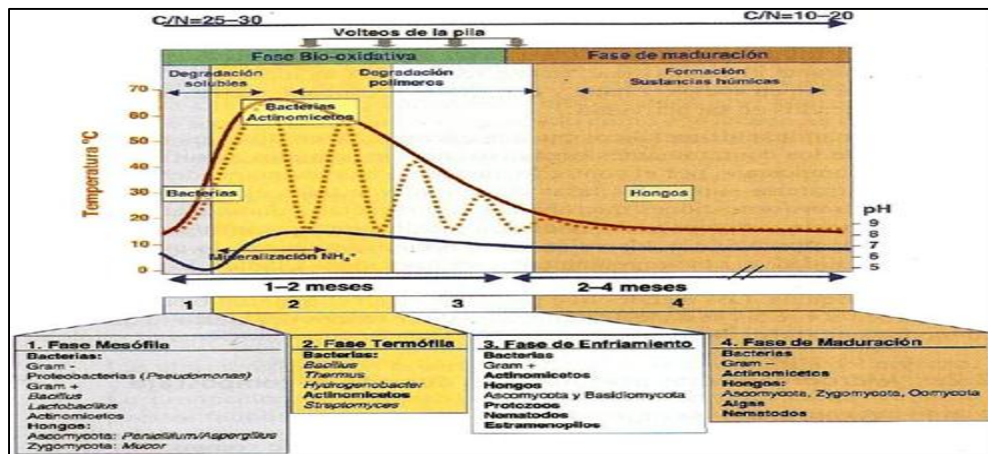 C/N=25–30
C/N=10–20
Volteos de la pila
Fase Bio-oxidativa
Fase de maduración
Degradación
solubles
Degradación
polímeros
Formación
Sustancias húmicas
Temperatura ºC
70
60
50
40
30
20
10
0
Bacterias
Actinomicetos
Bacterias
Hongos
pH
9
8
7
6
5
Mineralización NH₄⁺
1–2 meses
2–4 meses
1
2
3
4
1. Fase Mesófila
Bacterias:
Gram -
Proteobacterias (Pseudomonas)
Gram +
Bacillus
Lactobacillus
Actinomicetos
Hongos:
Ascomycota: Penicillum/Aspergillus
Zygomycota: Mucor
2. Fase Termófila
Bacterias:
Bacillus
Thermus
Hydrogenobacter
Actinomicetos
Streptomyces
3. Fase de Enfriamiento
Bacterias
Gram +
Actinomicetos
Hongos
Ascomycota y Basidiomycota
Protozoos
Nematodos
Estramenopilos
4. Fase de Maduración
Bacterias
Gram -
Actinomicetos
Hongos:
Ascomycota, Zygomycota, Oomycota
Algas
Nematodos